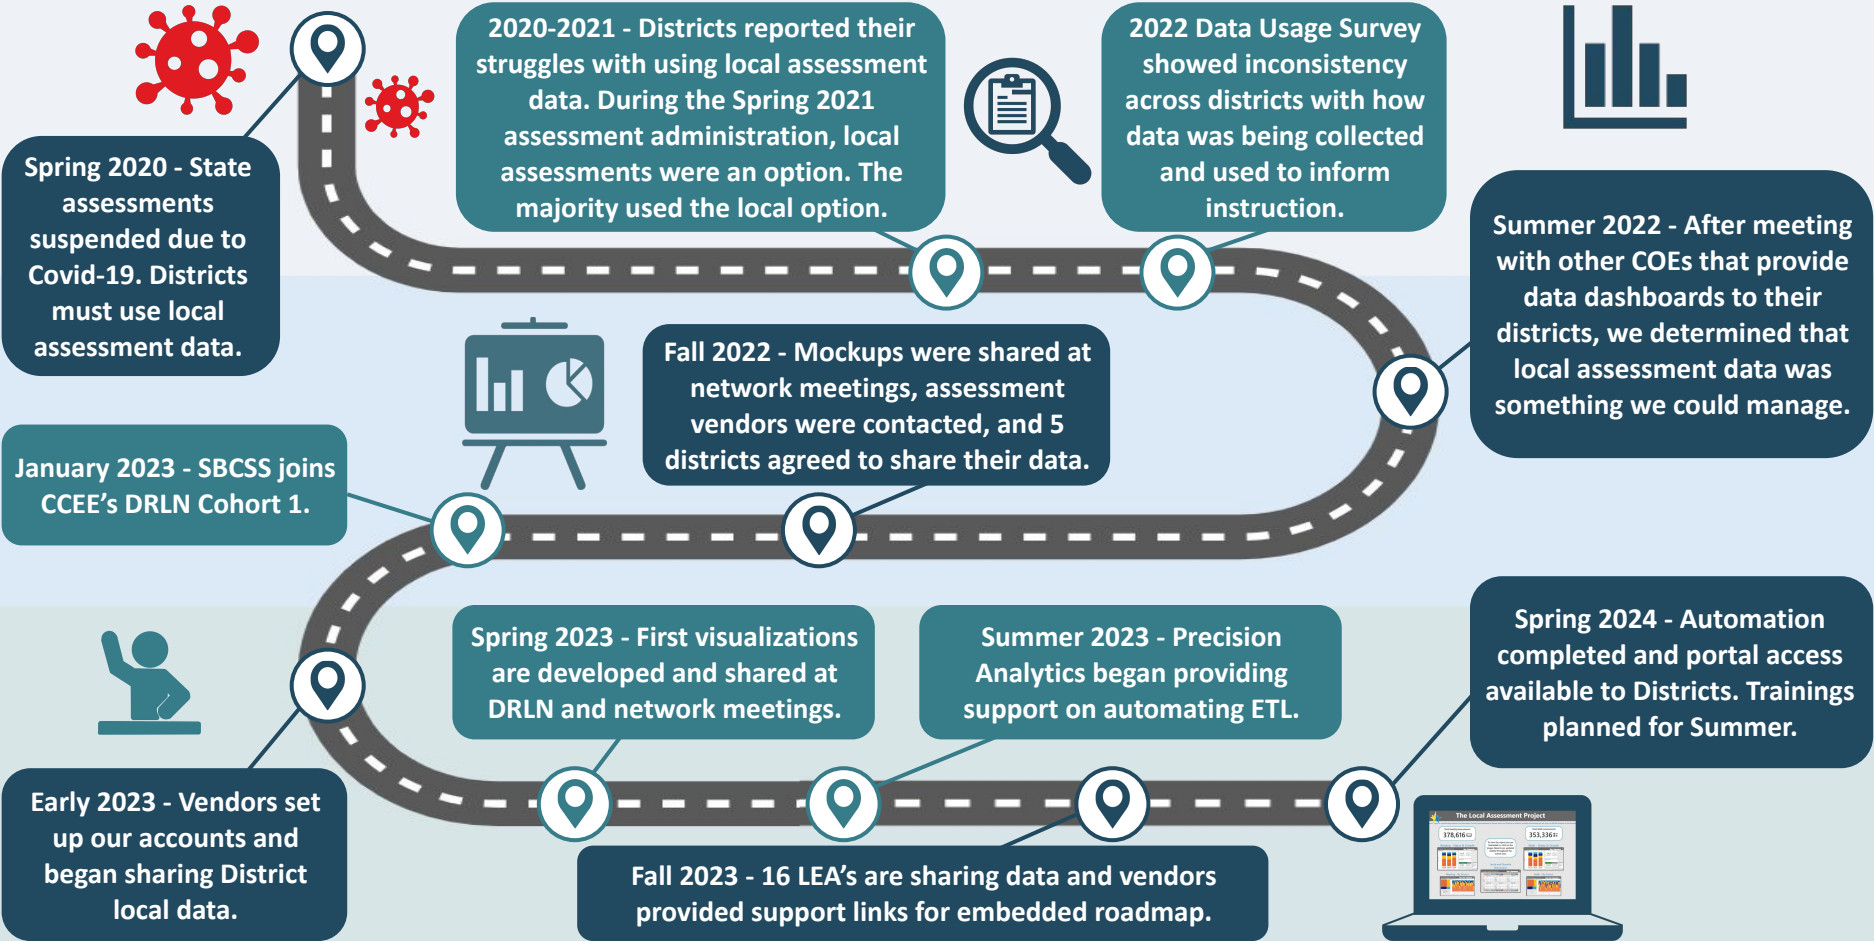 Spring 2020 - State
assessments
suspended due to
Covid-19. Districts
must use local
assessment data.
2020-2021 - Districts reported their
struggles with using local assessment
data. During the Spring 2021
assessment administration, local
assessments were an option. The
majority used the local option.
2022 Data Usage Survey
showed inconsistency
across districts with how
data was being collected
and used to inform
instruction.
Summer 2022 - After meeting
with other COEs that provide
data dashboards to their
districts, we determined that
local assessment data was
something we could manage.
Fall 2022 - Mockups were shared at
network meetings, assessment
vendors were contacted, and 5
districts agreed to share their data.
January 2023 - SBCSS joins
CCEE's DRLN Cohort 1.
Early 2023 - Vendors set
up our accounts and
began sharing District
local data.
Spring 2023 - First visualizations
are developed and shared at
DRLN and network meetings.
Summer 2023 - Precision
Analytics began providing
support on automating ETL.
Fall 2023 - 16 LEA's are sharing data and vendors
provided support links for embedded roadmap.
Spring 2024 - Automation
completed and portal access
available to Districts. Trainings
planned for Summer.
The Local Assessment Project
378,616
353,336